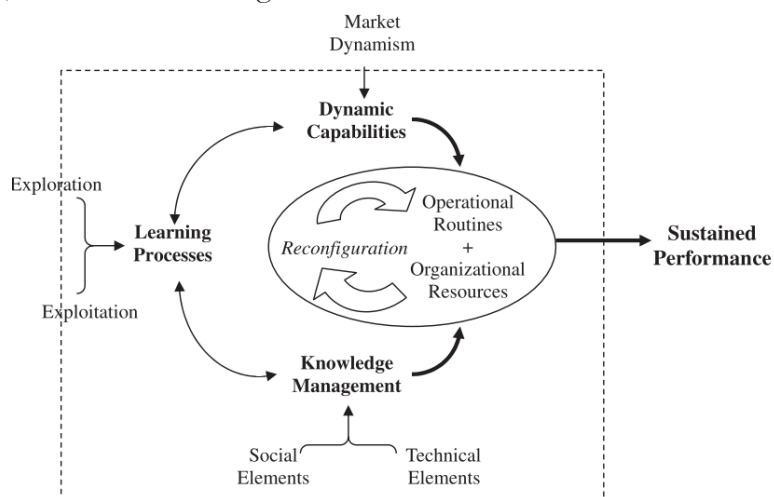 Market
Dynamism
Dynamic
Capabilities
Exploration
Learning
Processes
Exploitation
Reconfiguration
Operational
Routines
+
Organizational
Resources
Sustained
Performance
Knowledge
Management
Social
Elements
Technical
Elements